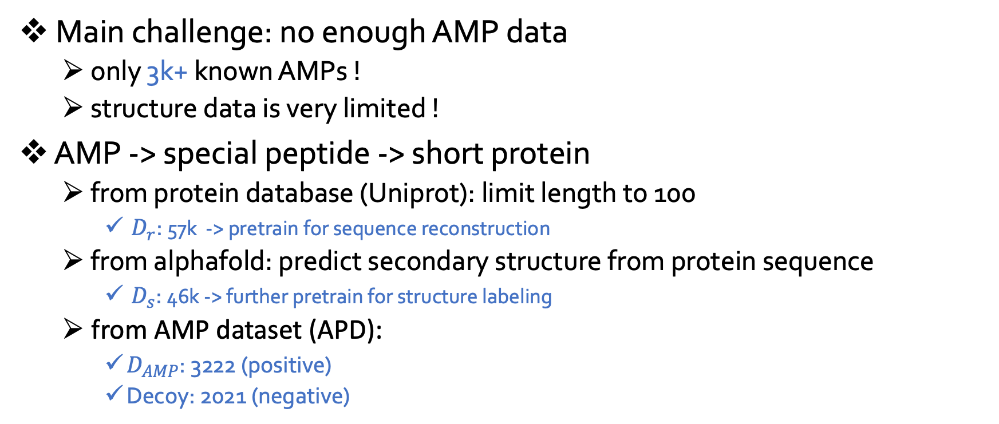 ❖ Main challenge: no enough AMP data
➢ only 3k+ known AMPs !
➢ structure data is very limited !
❖ AMP -> special peptide -> short protein
➢ from protein database (Uniprot): limit length to 100
✓ D_r: 57k -> pretrain for sequence reconstruction
➢ from alphafold: predict secondary structure from protein sequence
✓ D_s: 46k -> further pretrain for structure labeling
➢ from AMP dataset (APD):
✓ D_AMP: 3222 (positive)
✓ Decoy: 2021 (negative)